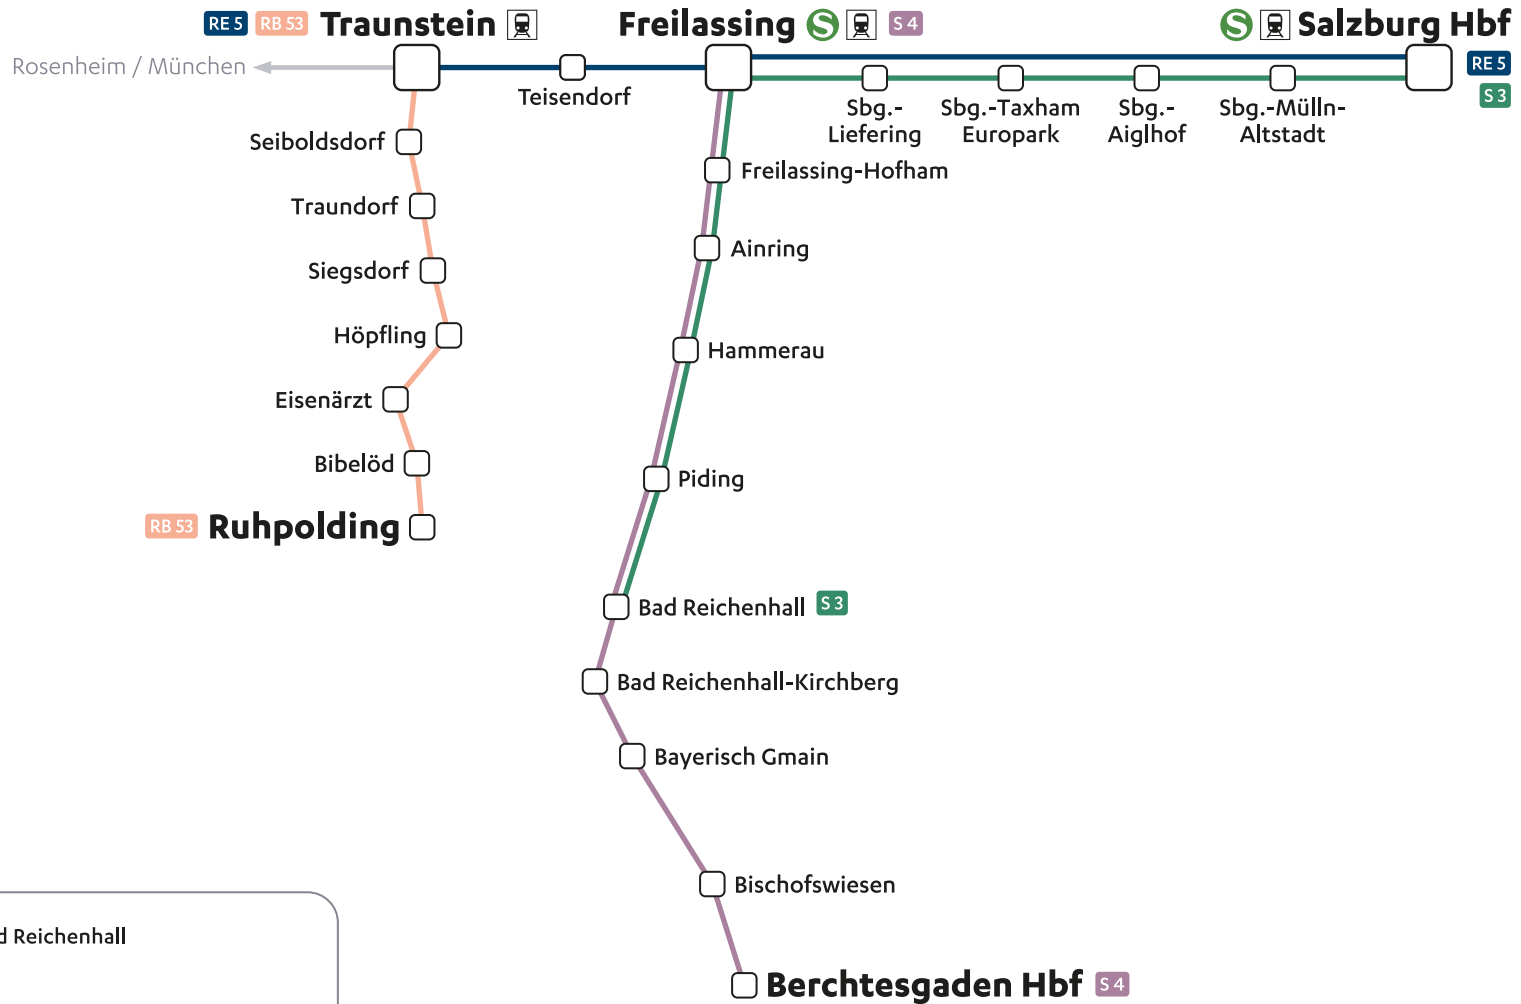 RE 5 RB 53 Traunstein
Freilassing S S 4
S Salzburg Hbf
Rosenheim / München
RE 5
S 3
Teisendorf
Sbg.-
Liefering
Sbg.-Taxham
Europark
Sbg.-
Aiglhof
Sbg.-Mülln-
Altstadt
Seiboldsdorf
Traundorf
Siegsdorf
Höpfling
Eisenärzt
Bibelöd
RB 53 Ruhpolding
Freilassing-Hofham
Ainring
Hammerau
Piding
Bad Reichenhall S 3
Bad Reichenhall-Kirchberg
Bayerisch Gmain
Bischofswiesen
Berchtesgaden Hbf S 4
d Reichenhall